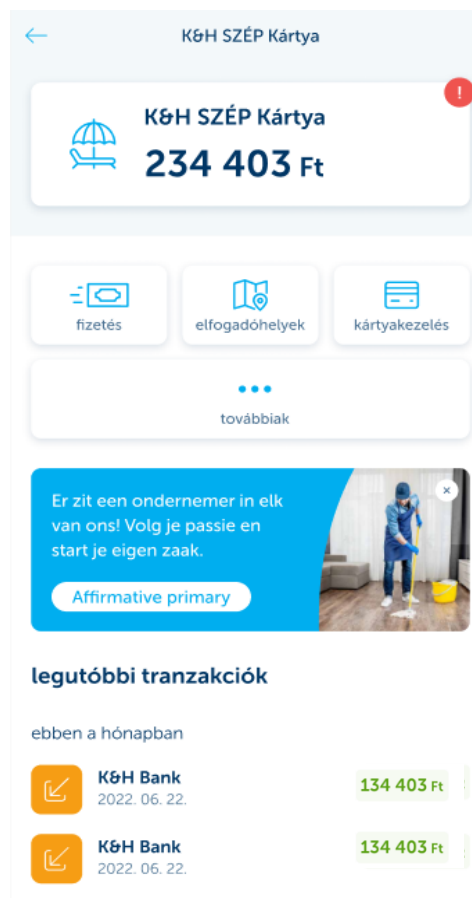 K&H SZÉP Kártya
!
K&H SZÉP Kártya
234 403 Ft
fizetés
elfogadóhelyek
kártyakezelés
továbbiak
Er zit een ondernemer in elk
van ons! Volg je passie en
start je eigen zaak.
Affirmative primary
legutóbbi tranzakciók
ebben a hónapban
K&H Bank
134 403 Ft
2022. 06. 22.
K&H Bank
134 403 Ft
2022. 06. 22.